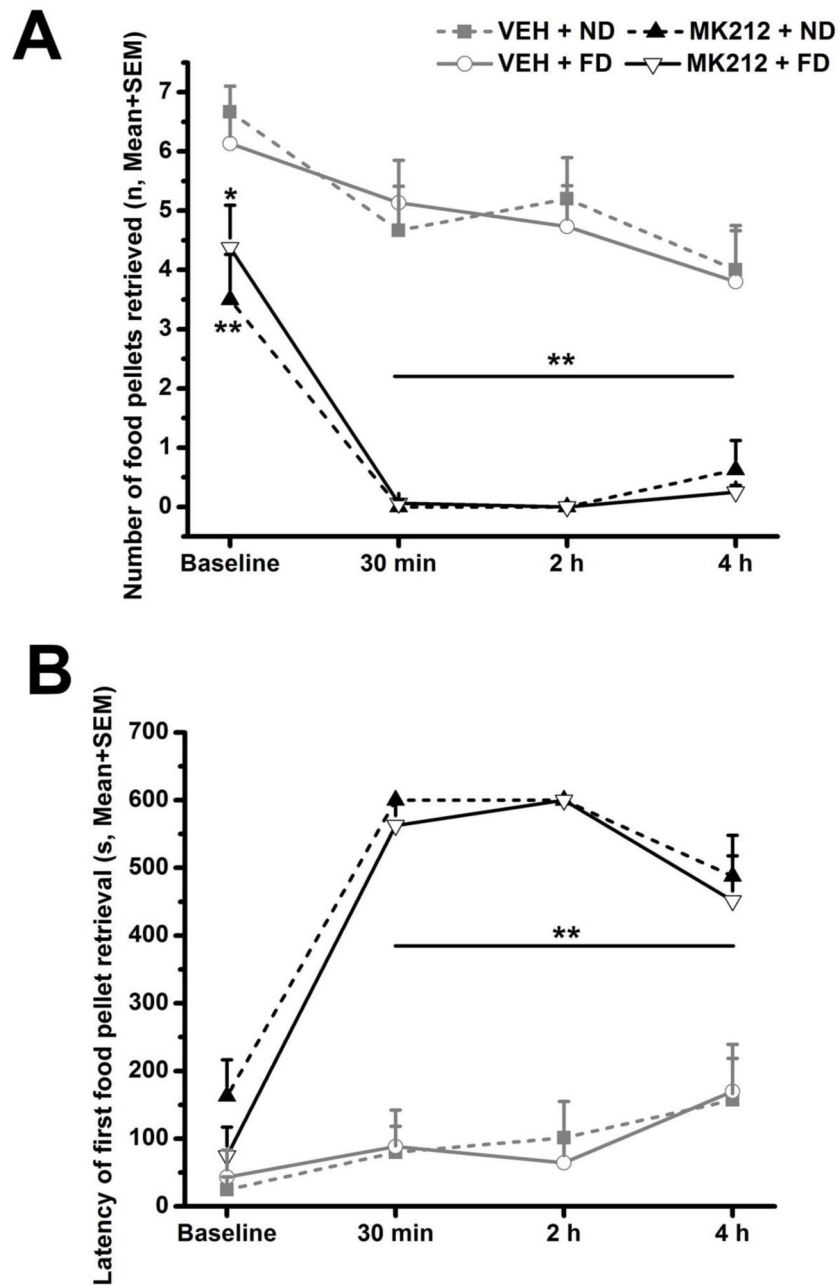 A
VEH + ND MK212 + ND
VEH + FD MK212 + FD
Number of food pellets retrieved (n, Mean+SEM)
7
6
5
4
3
2
1
0
*
**
**
Baseline 30 min 2 h 4 h
B
Latency of first food pellet retrieval (s, Mean+SEM)
700
600
500
400
300
200
100
0
**
Baseline 30 min 2 h 4 h